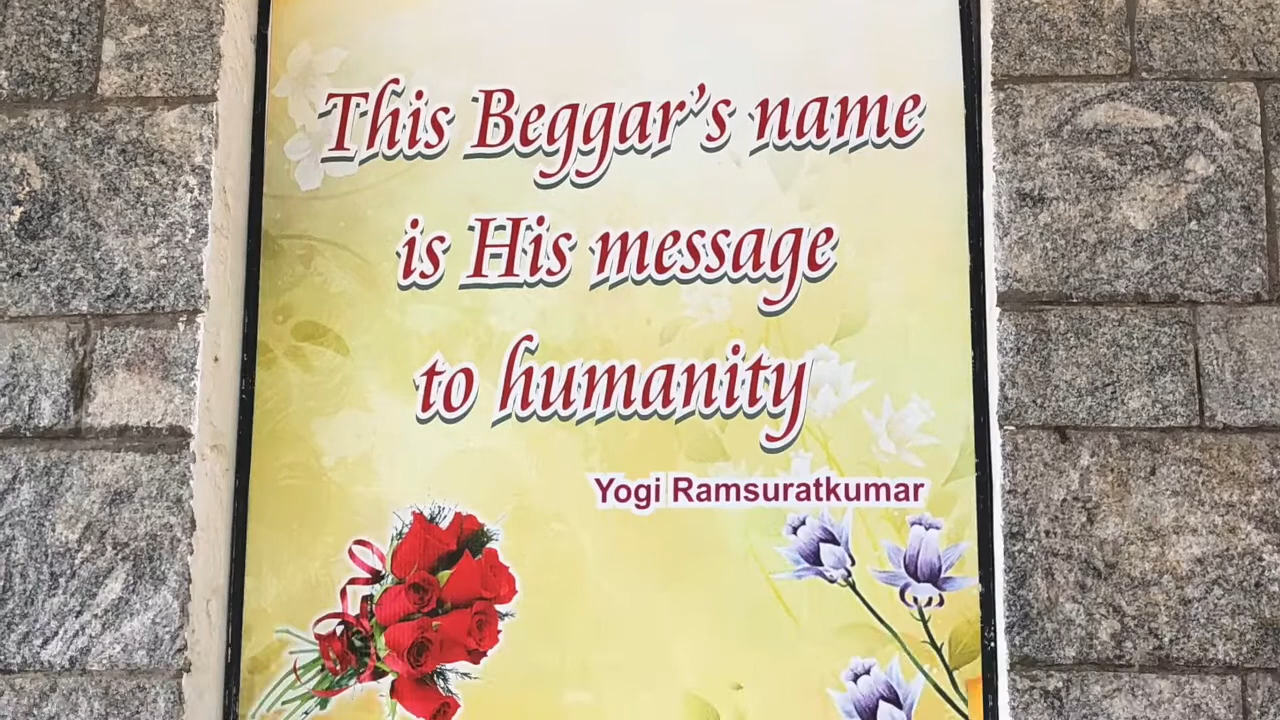 This Beggar's name
is His message
to humanity
Yogi Ramsuratkumar